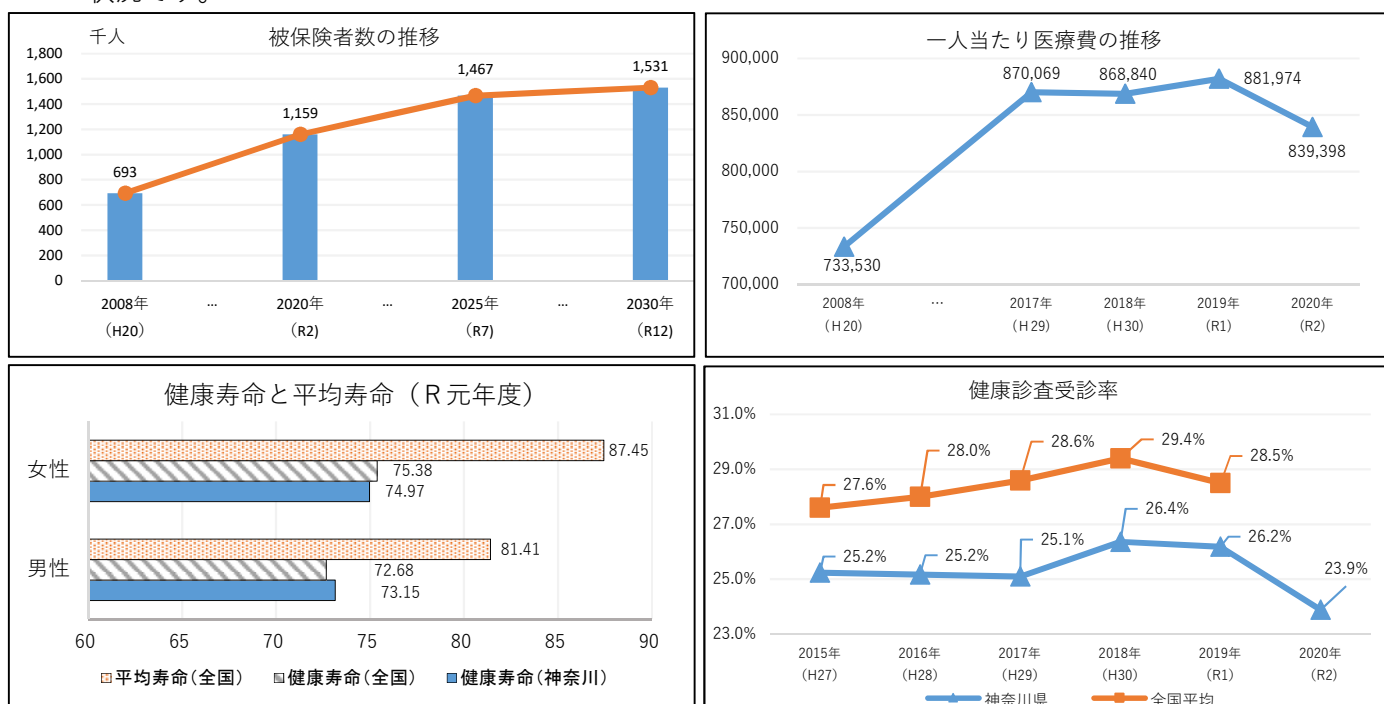 状況です。
被保険者数の推移
千人
1,800
1,600
1,400
1,200
1,000
800
600
400
200
0
693
1,159
1,467
1,531
2008年 … 2020年 … 2025年 … 2030年
(H20) (R2) (R7) (R12)
一人当たり医療費の推移
900,000
850,000
800,000
750,000
700,000
733,530
870,069
868,840
881,974
839,398
2008年 … 2017年 2018年 2019年 2020年
(H20) (H29) (H30) (R1) (R2)
健康寿命と平均寿命（R元年度）
女性
87.45
75.38
74.97
男性
81.41
72.68
73.15
60 65 70 75 80 85 90
平均寿命(全国) 健康寿命(全国) 健康寿命(神奈川)
健康診査受診率
31.0%
29.0%
27.0%
25.0%
23.0%
27.6%
28.0%
28.6%
29.4%
28.5%
25.2%
25.2%
25.1%
26.4%
26.2%
23.9%
2015年 2016年 2017年 2018年 2019年 2020年
(H27) (H28) (H29) (H30) (R1) (R2)
神奈川県 全国平均